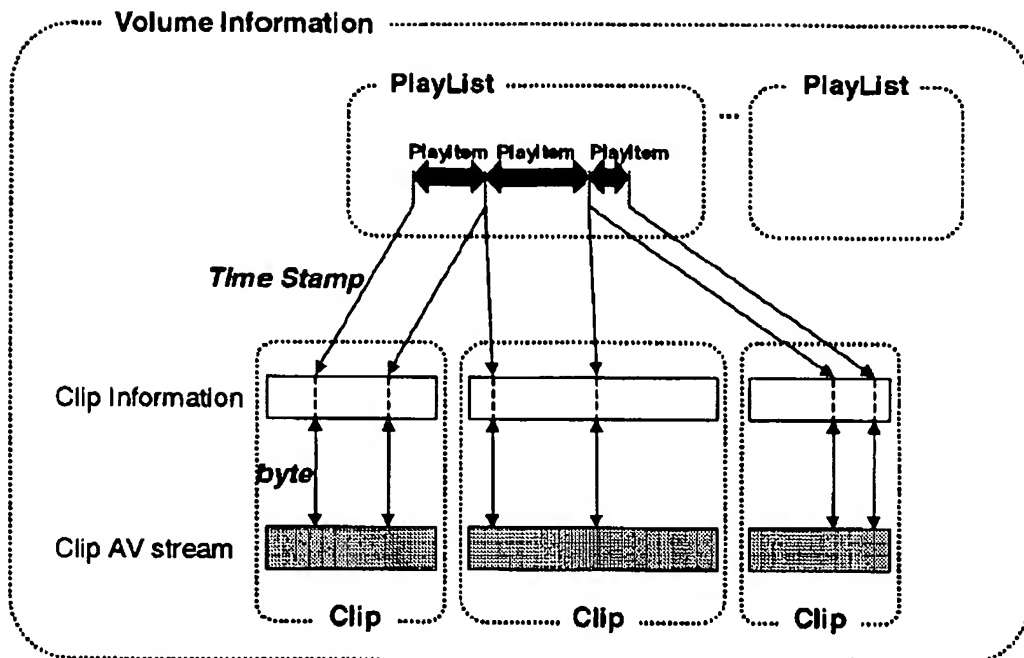 Volume Information
PlayList
...
PlayList
PlayItem PlayItem PlayItem
Time Stamp
Clip Information
byte
Clip AV stream
Clip
Clip
Clip